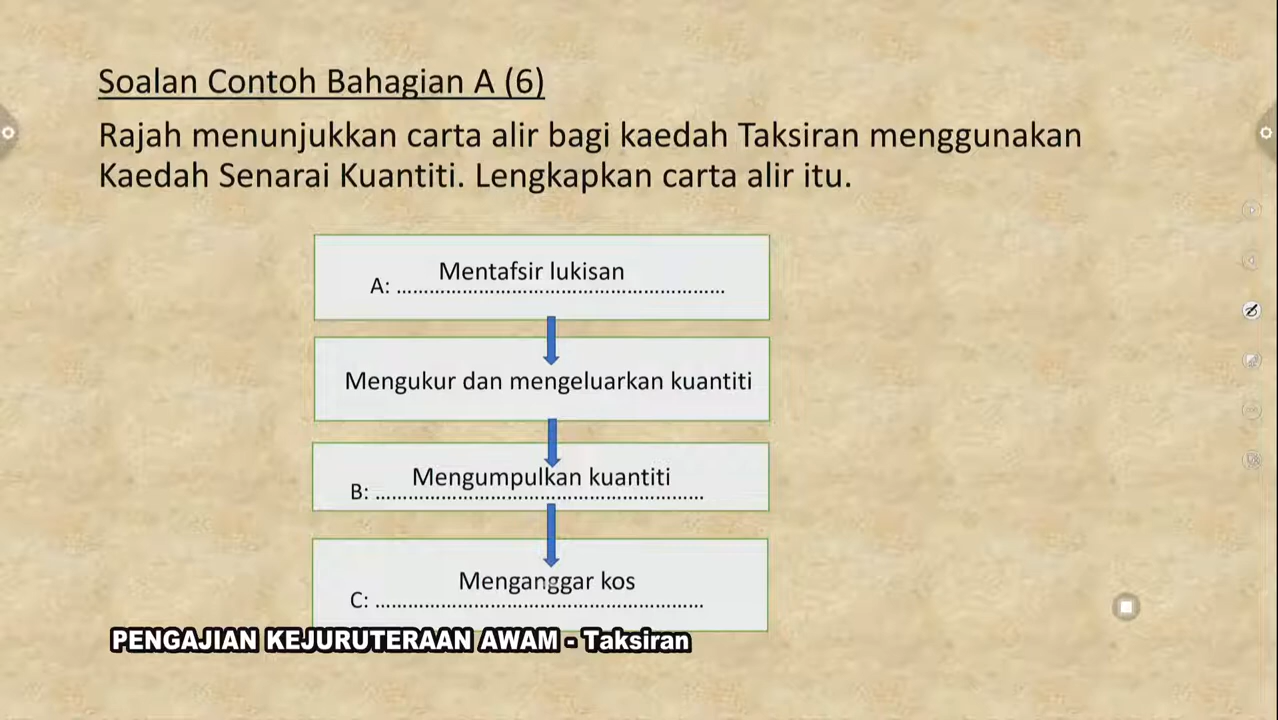 Soalan Contoh Bahagian A (6)
Rajah menunjukkan carta alir bagi kaedah Taksiran menggunakan
Kaedah Senarai Kuantiti. Lengkapkan carta alir itu.
Mentafsir lukisan
A: ............................................................
Mengukur dan mengeluarkan kuantiti
Mengumpulkan kuantiti
B: ............................................................
Menganggar kos
C: ............................................................
PENGAJIAN KEJURUTERAAN AWAM - Taksiran